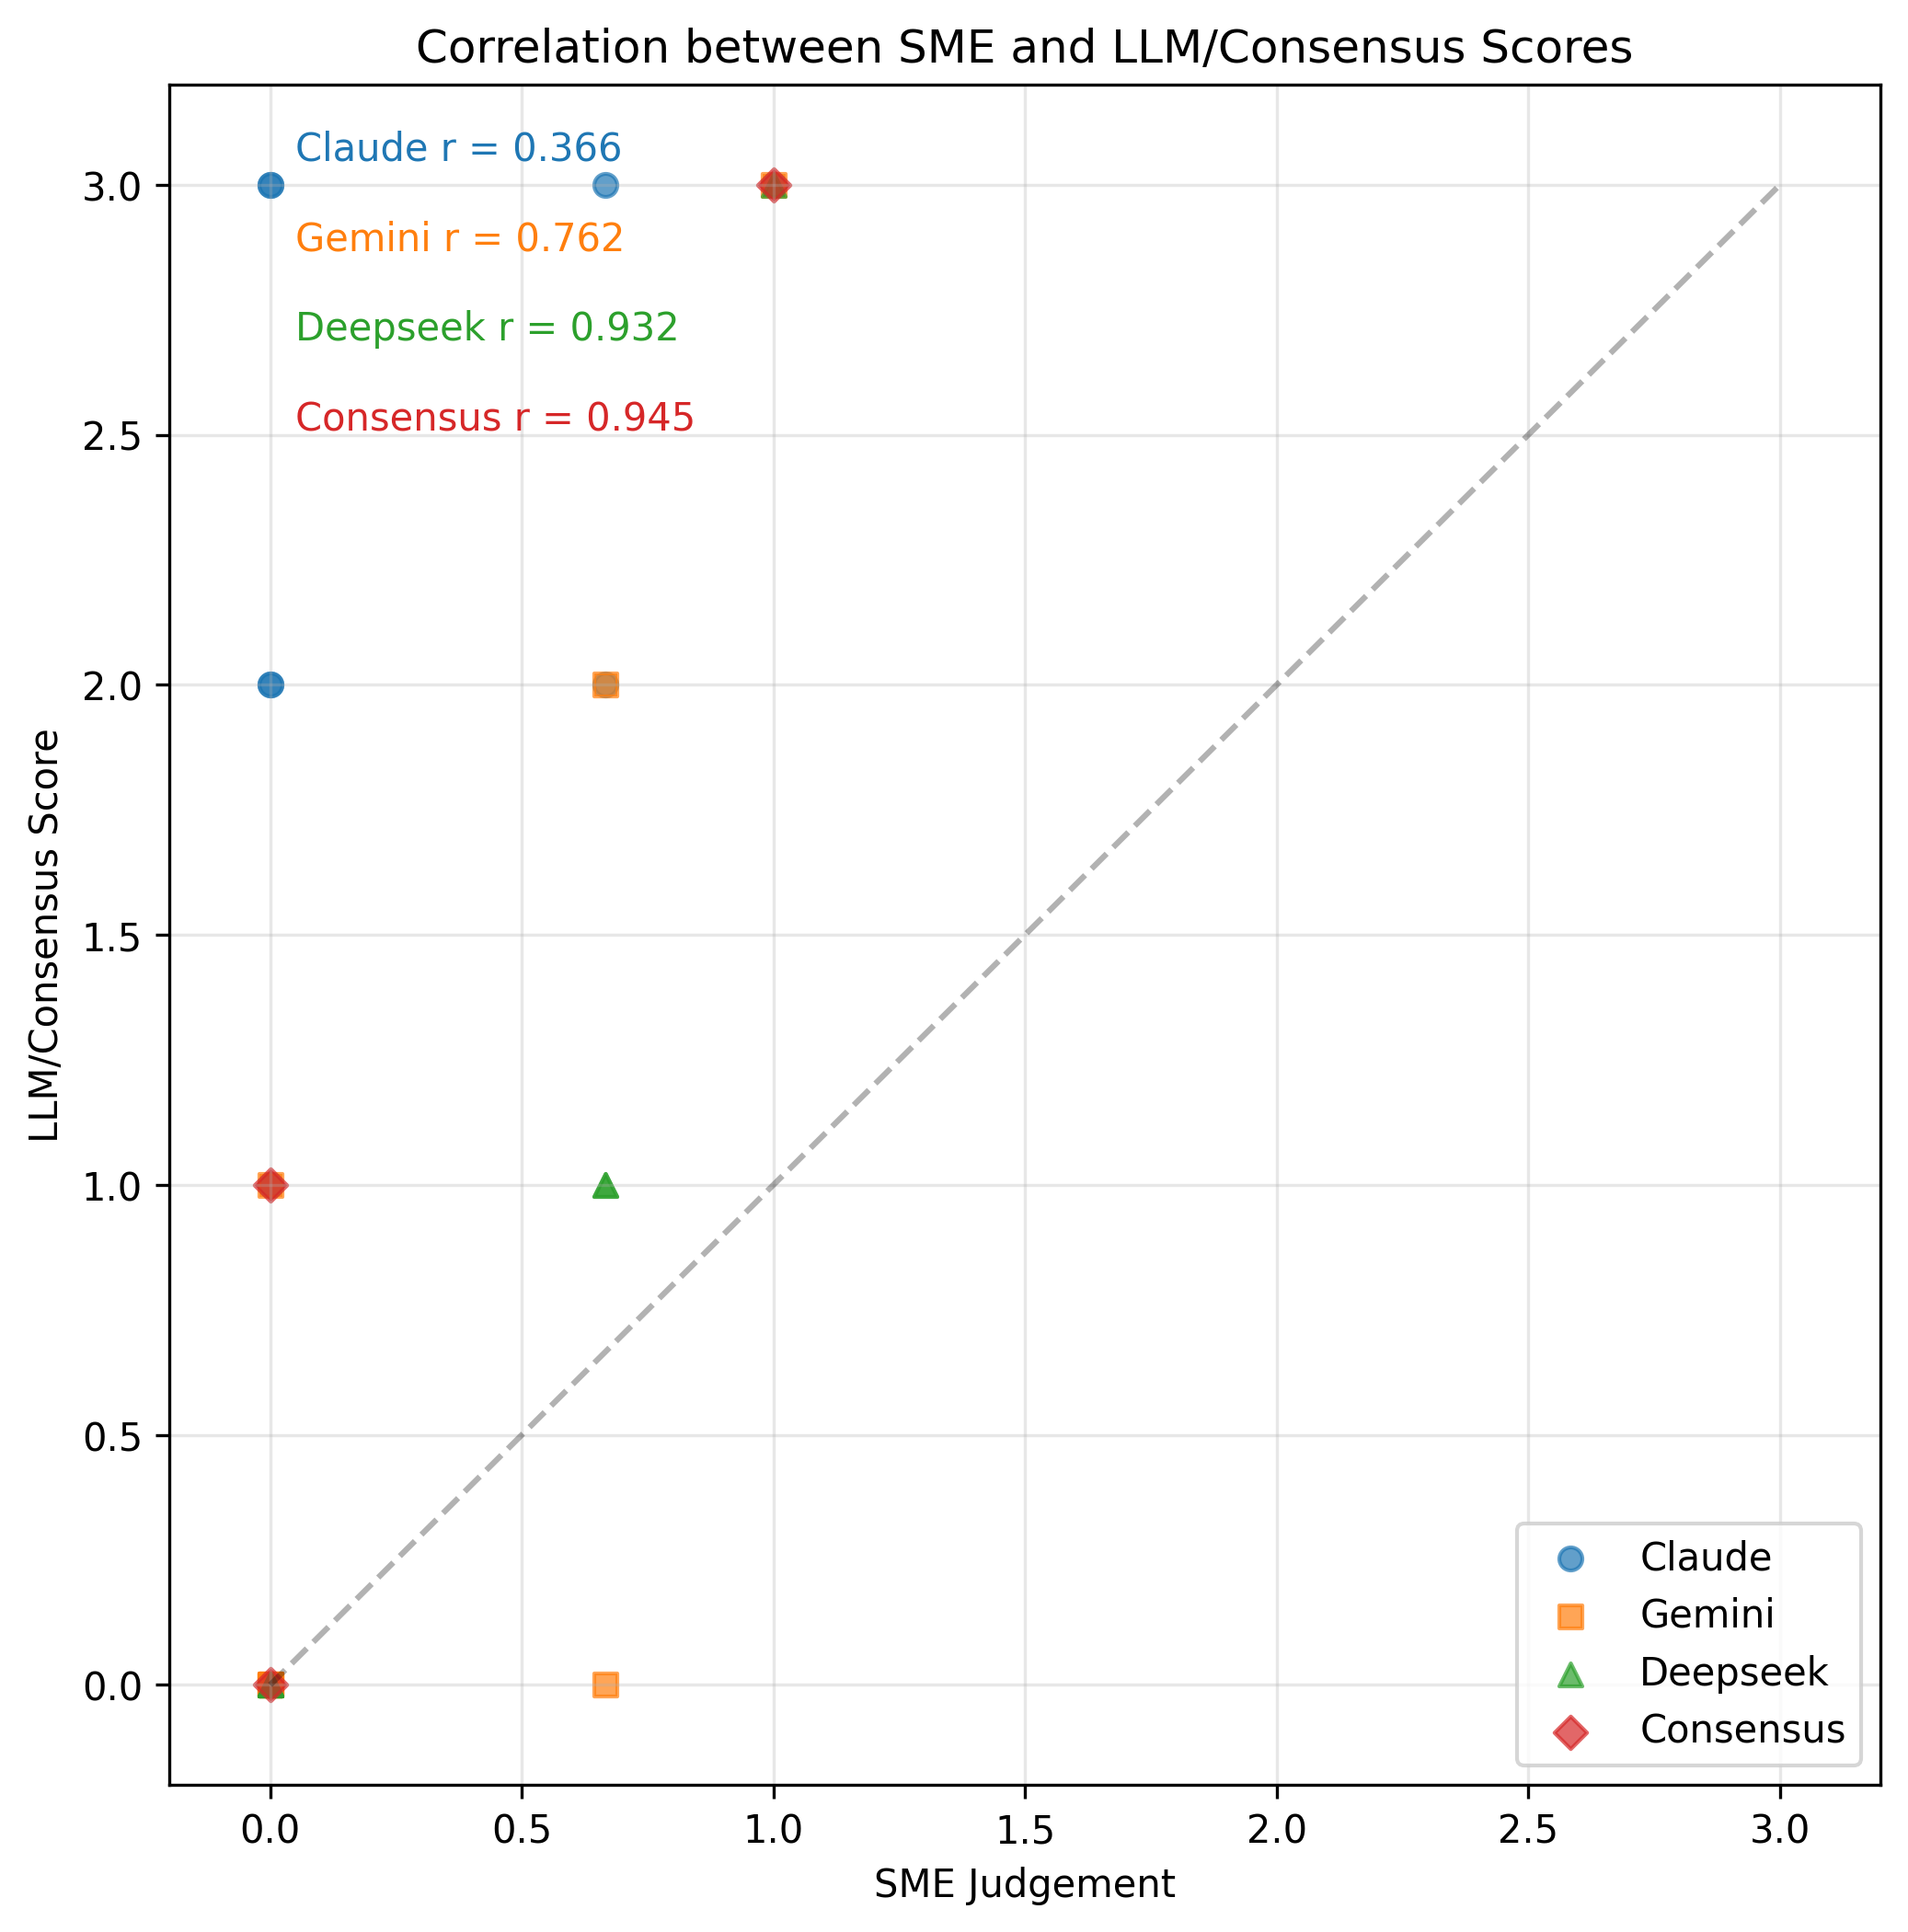 Correlation between SME and LLM/Consensus Scores
Claude r = 0.366
Gemini r = 0.762
Deepseek r = 0.932
Consensus r = 0.945
3.0
2.5
2.0
1.5
1.0
0.5
0.0
LLM/Consensus Score
Claude
Gemini
Deepseek
Consensus
0.0 0.5 1.0 1.5 2.0 2.5 3.0
SME Judgement